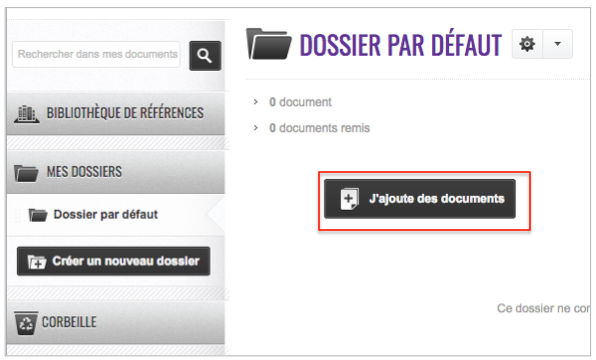 Rechercher dans mes documents
BIBLIOTHÈQUE DE RÉFÉRENCES
MES DOSSIERS
Dossier par défaut
Créer un nouveau dossier
CORBEILLE
DOSSIER PAR DÉFAUT
> 0 document
> 0 documents remis
J'ajoute des documents
Ce dossier ne cor